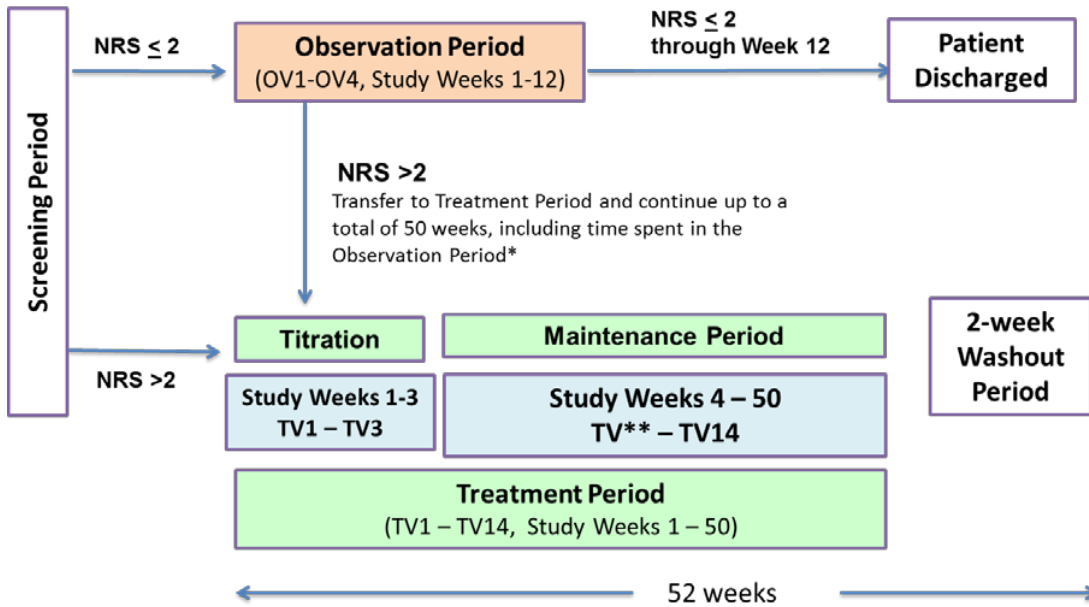 Screening Period
NRS ≤ 2
Observation Period
(OV1-OV4, Study Weeks 1-12)
NRS ≤ 2
through Week 12
Patient
Discharged
NRS >2
Transfer to Treatment Period and continue up to a
total of 50 weeks, including time spent in the
Observation Period*
NRS >2
Titration
Maintenance Period
2-week
Washout
Period
Study Weeks 1-3
TV1 – TV3
Study Weeks 4 – 50
TV** – TV14
Treatment Period
(TV1 – TV14, Study Weeks 1 – 50)
52 weeks